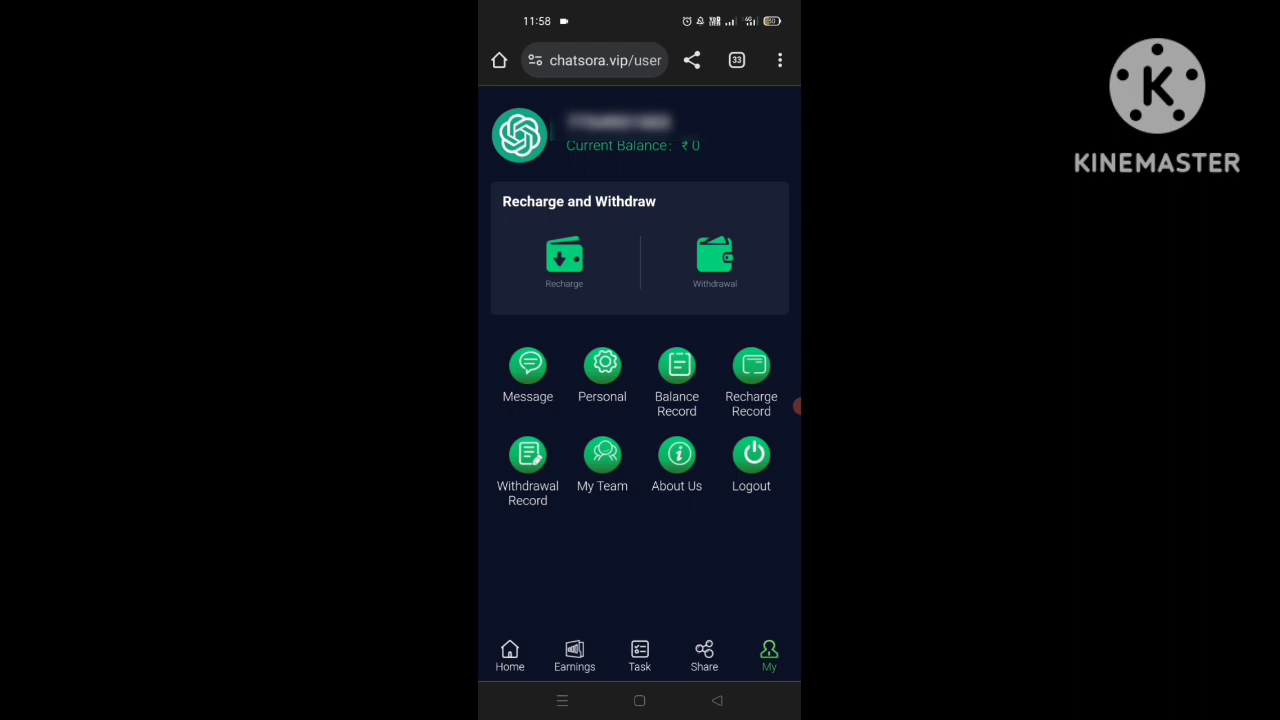 11:58
33
chatsora.vip/user
Current Balance: ₹ 0
Recharge and Withdraw
Recharge
Withdrawal
Message
Personal
Balance
Record
Recharge
Record
Withdrawal
Record
My Team
About Us
Logout
Home
Earnings
Task
Share
My
K
KINEMASTER